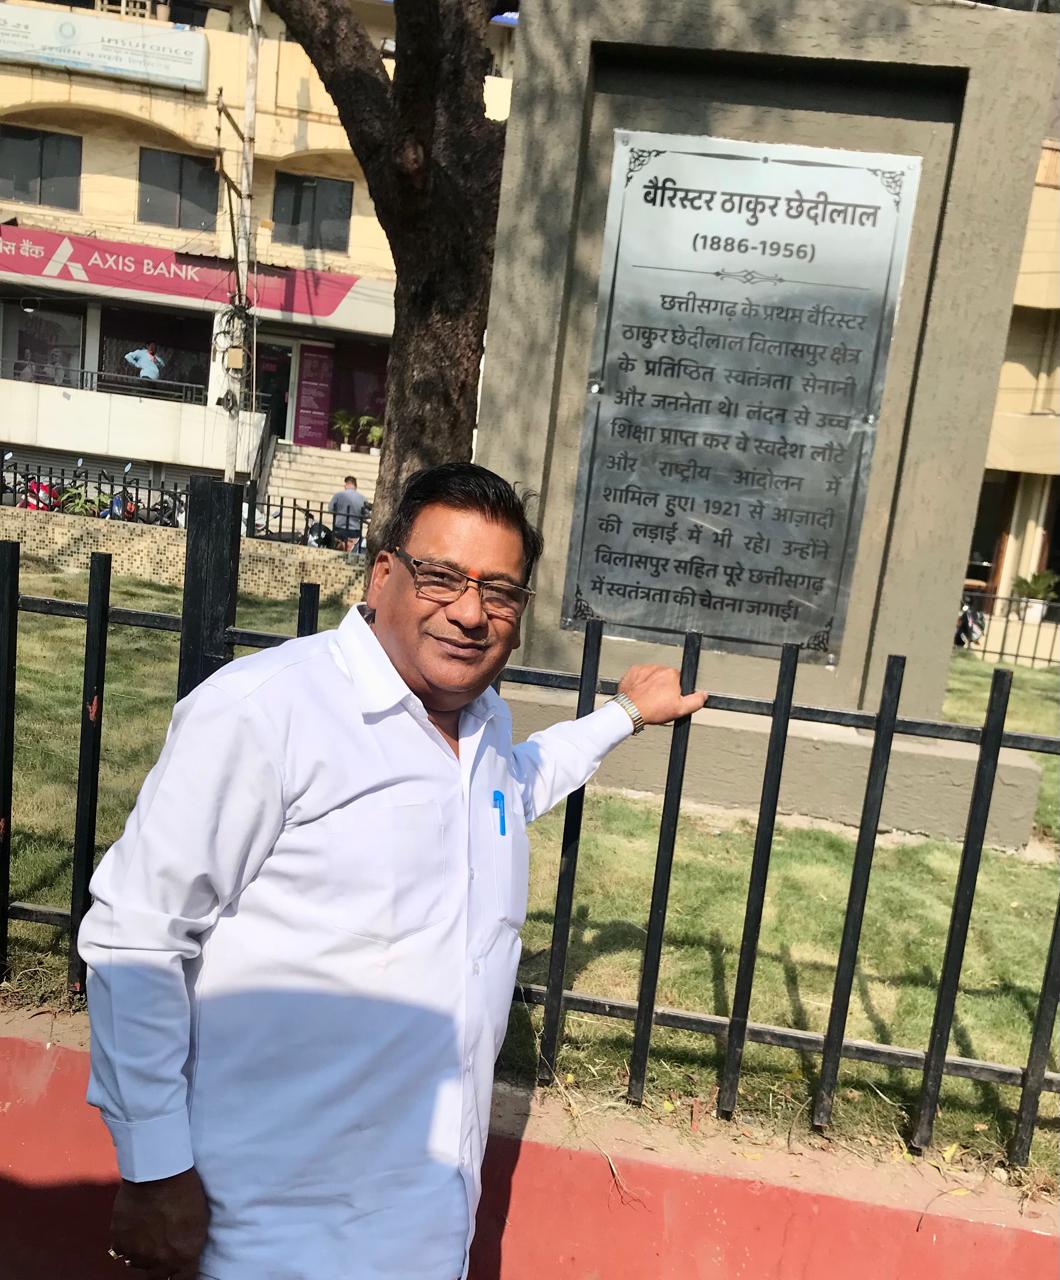 insurance
ीस बैंक AXIS BANK
बैरिस्टर ठाकुर छेदीलाल
(1886-1956)
छत्तीसगढ़ के प्रथम बैरिस्टर
ठाकुर छेदीलाल बिलासपुर क्षेत्र
के प्रतिष्ठित स्वतंत्रता सेनानी
और जननेता थे। लंदन से उच्च
शिक्षा प्राप्त कर वे स्वदेश लौटे
और राष्ट्रीय आंदोलन में
शामिल हुए। 1921 से आज़ादी
की लड़ाई में भी रहे। उन्होंने
बिलासपुर सहित पूरे छत्तीसगढ़
में स्वतंत्रता की चेतना जगाई।